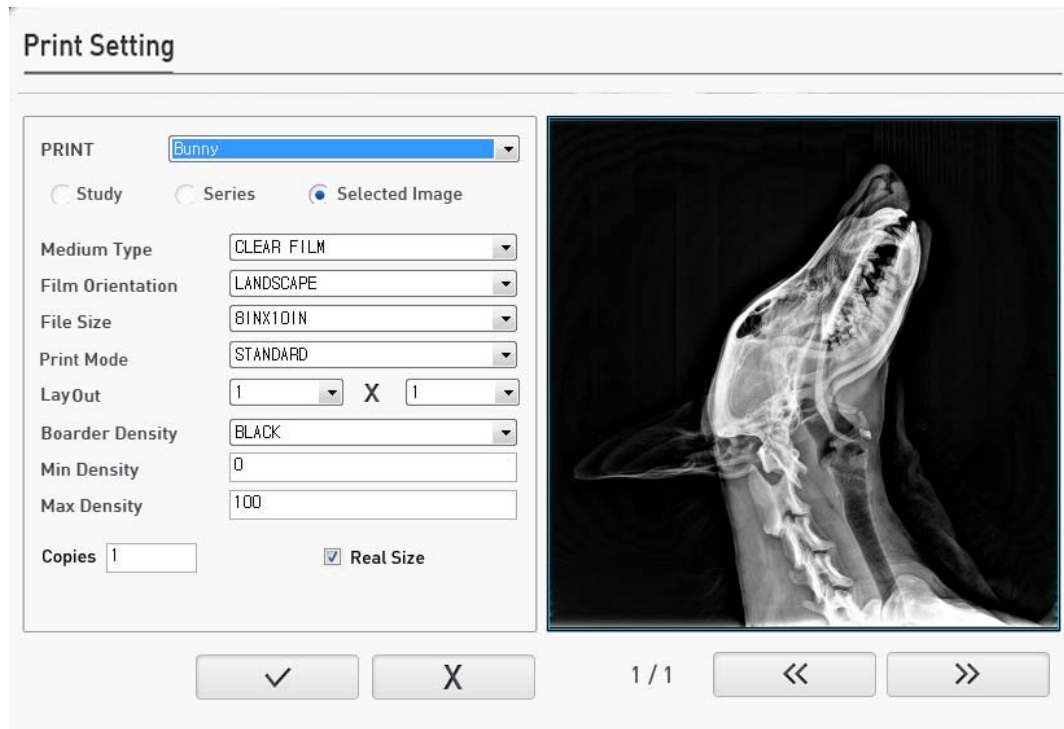 Print Setting
PRINT Bunny
Study Series Selected Image
Medium Type CLEAR FILM
Film Orientation LANDSCAPE
File Size 8INX10IN
Print Mode STANDARD
LayOut 1 X 1
Boarder Density BLACK
Min Density 0
Max Density 100
Copies 1 Real Size
X 1 / 1